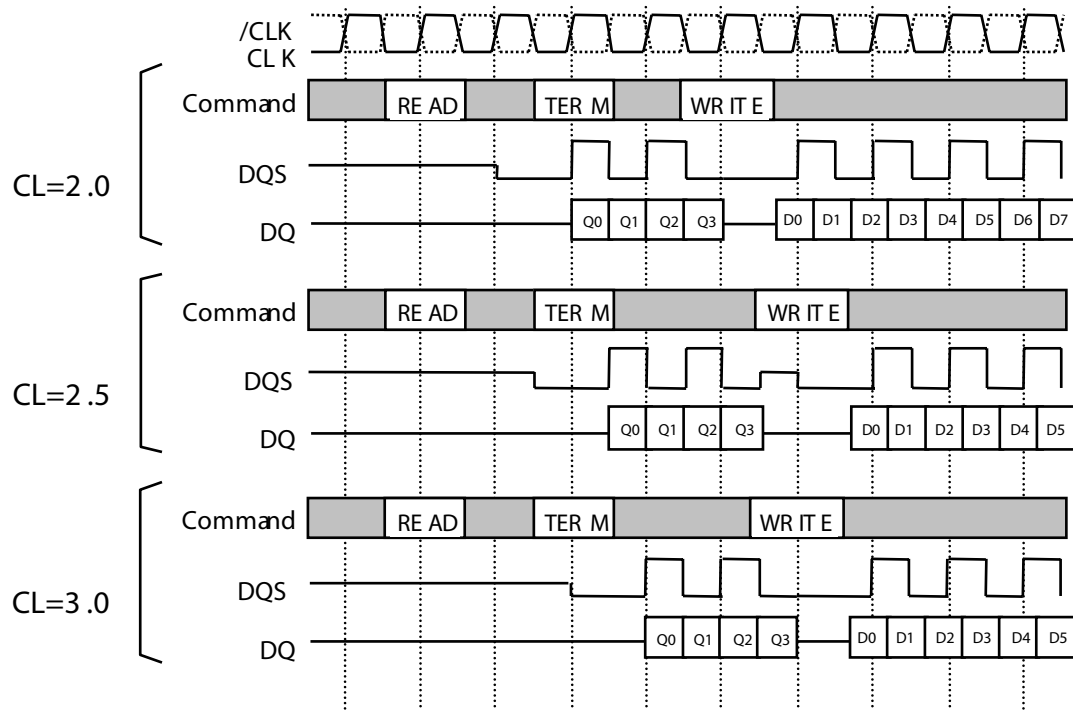 /CLK
CL K
CL=2.0
Command RE AD TER M WR IT E
DQS
DQ Q0 Q1 Q2 Q3 D0 D1 D2 D3 D4 D5 D6 D7
CL=2.5
Command RE AD TER M WR IT E
DQS
DQ Q0 Q1 Q2 Q3 D0 D1 D2 D3 D4 D5
CL=3.0
Command RE AD TER M WR IT E
DQS
DQ Q0 Q1 Q2 Q3 D0 D1 D2 D3 D4 D5